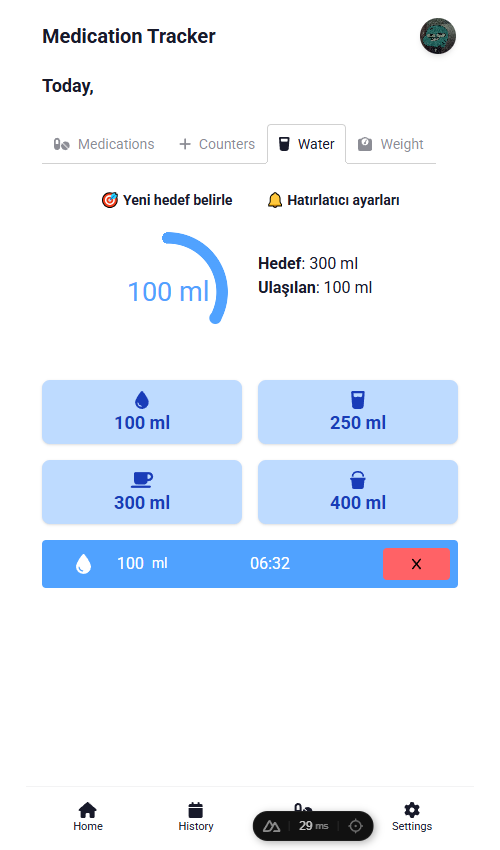 Medication Tracker
Today,
Medications
Counters
Water
Weight
Yeni hedef belirle
Hatırlatıcı ayarları
100 ml
Hedef: 300 ml
Ulaşılan: 100 ml
100 ml
250 ml
300 ml
400 ml
100 ml 06:32 X
Home
History
29 ms
Settings